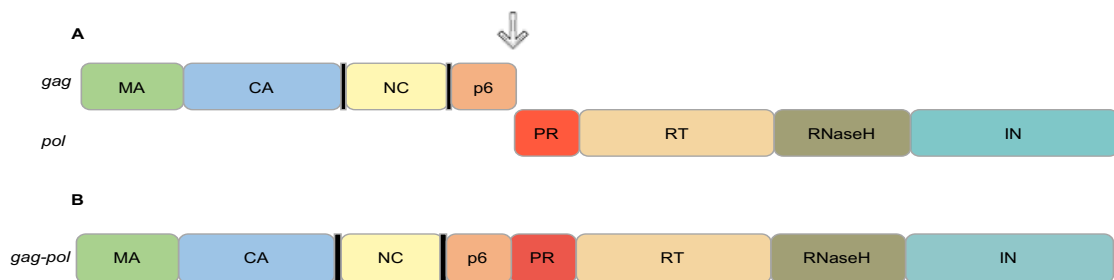 A
gag MA CA NC p6
pol PR RT RNaseH IN
B
gag-pol MA CA NC p6 PR RT RNaseH IN